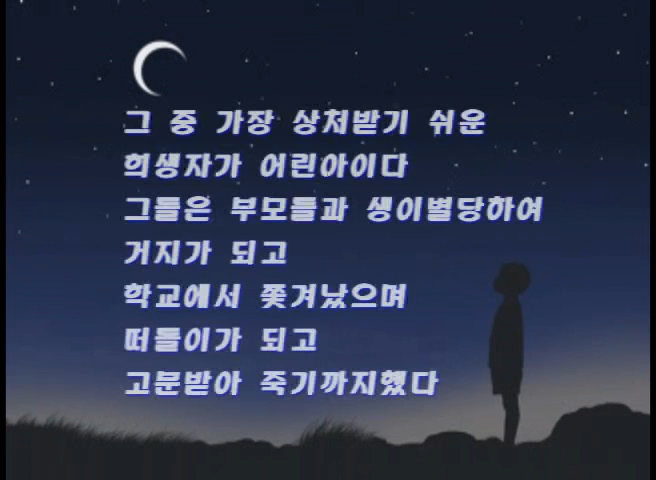 그 중 가장 상처받기 쉬운
희생자가 어린아이다
그들은 부모들과 생이별당하여
거지가 되고
학교에서 쫓겨났으며
떠돌이가 되고
고문받아 죽기까지했다